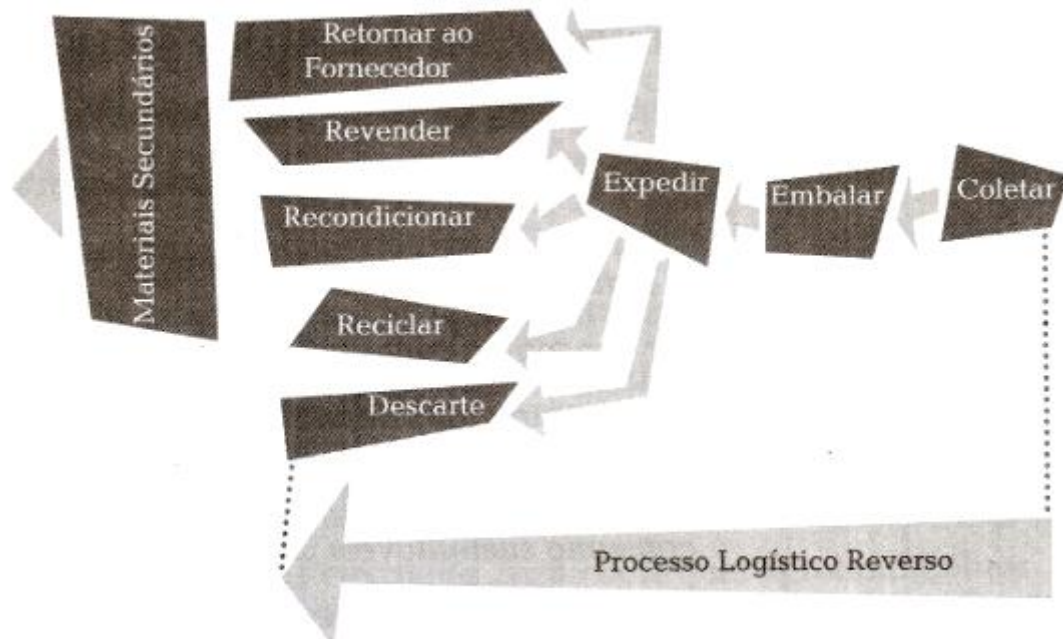 Materiais Secundários
Retornar ao
Fornecedor
Revender
Recondicionar
Reciclar
Descarte
Expedir
Embalar
Coletar
Processo Logístico Reverso